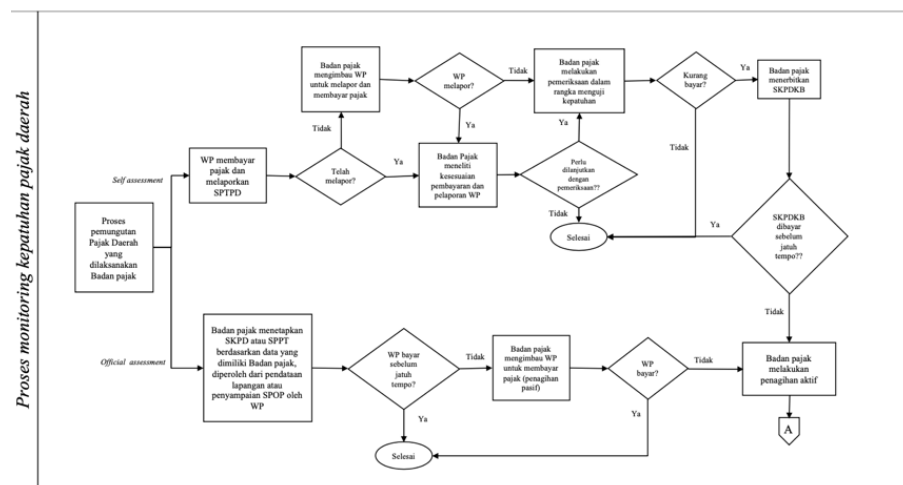 Proses monitoring kepatuhan pajak daerah
Proses
pemungutan
Pajak Daerah
yang
dilaksanakan
Badan pajak
Self assessment
WP membayar
pajak dan
melaporkan
SPTPD
Telah
melapor?
Tidak
Ya
Badan pajak
mengimbau WP
untuk melapor dan
membayar pajak
WP
melapor?
Tidak
Ya
Badan Pajak
meneliti
kesesuaian
pembayaran dan
pelaporan WP
Badan pajak
melakukan
pemeriksaan dalam
rangka menguji
kepatuhan
Ya
Perlu
dilanjutkan
dengan
pemeriksaan??
Tidak
Selesai
Kurang
bayar?
Ya
Tidak
Badan pajak
menerbitkan
SKPDKB
SKPDKB
dibayar
sebelum
jatuh
tempo??
Ya
Tidak
Official assessment
Badan pajak menetapkan
SKPD atau SPPT
berdasarkan data yang
dimiliki Badan pajak,
diperoleh dari pendataan
lapangan atau
penyampaian SPOP oleh
WP
WP bayar
sebelum
jatuh
tempo?
Tidak
Ya
Badan pajak
mengimbau WP
untuk membayar
pajak (penagihan
pasif)
WP
bayar?
Tidak
Ya
Selesai
Badan pajak
melakukan
penagihan aktif
A